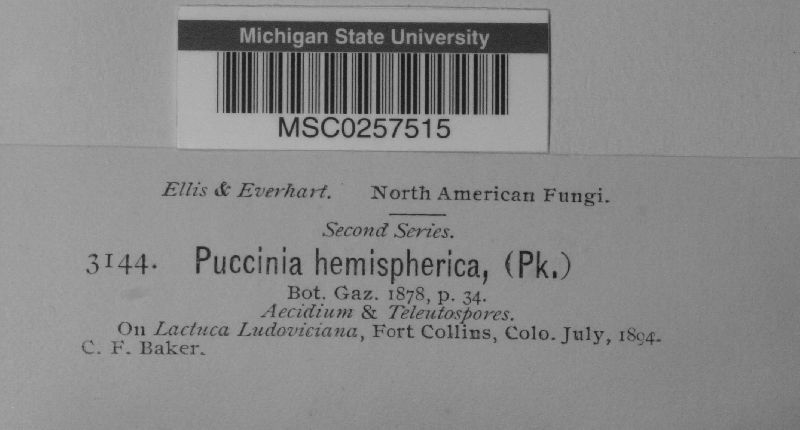 Michigan State University
MSC0257515
Ellis & Everhart. North American Fungi.
Second Series.
3144. Puccinia hemispherica, (Pk.)
Bot. Gaz. 1878, p. 34.
Aecidium & Teleutospores.
On Lactuca Ludoviciana, Fort Collins, Colo. July, 1894.
C. F. Baker.